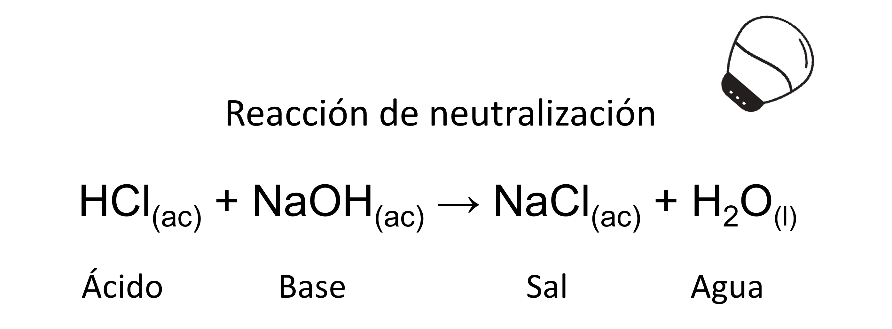 Reacción de neutralización
HCl(ac) + NaOH(ac) → NaCl(ac) + H₂O(l)
Ácido Base Sal Agua